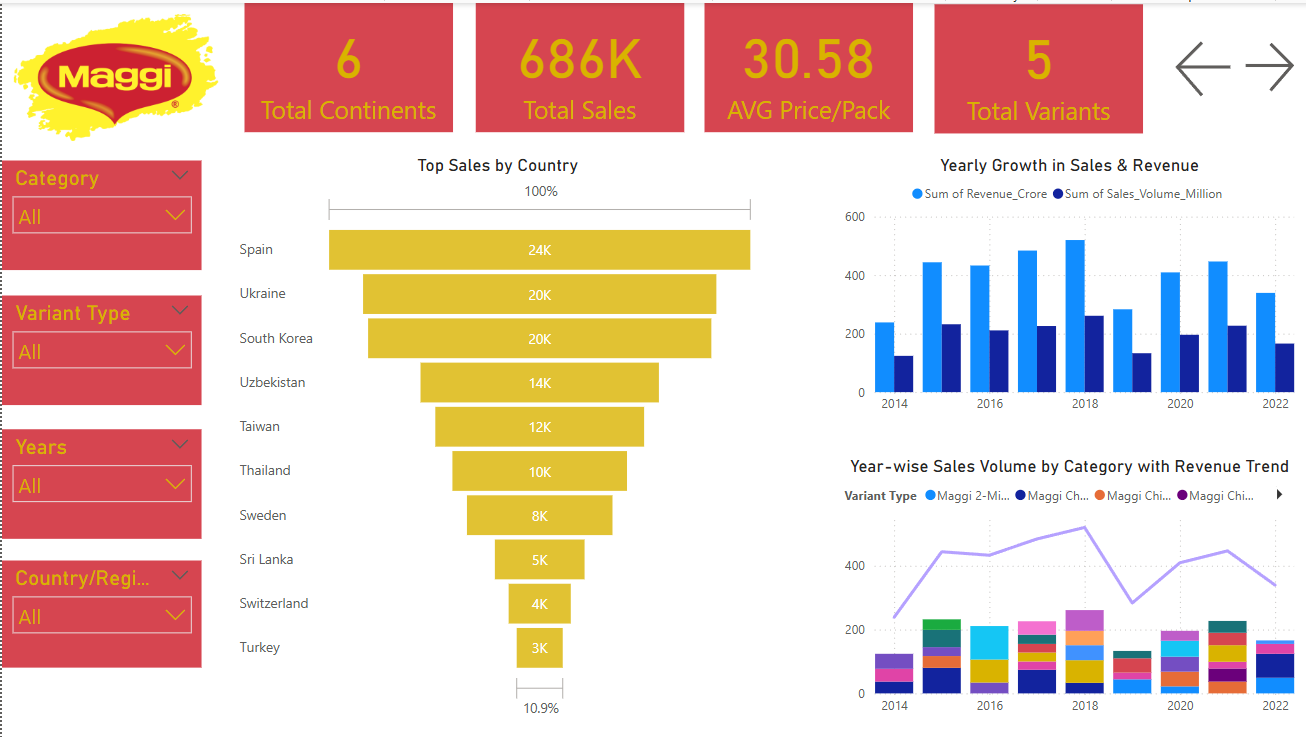 Maggi
®
6
Total Continents
686K
Total Sales
30.58
AVG Price/Pack
5
Total Variants
Category
All
Variant Type
All
Years
All
Country/Regi...
All
Top Sales by Country
100%
Spain 24K
Ukraine 20K
South Korea 20K
Uzbekistan 14K
Taiwan 12K
Thailand 10K
Sweden 8K
Sri Lanka 5K
Switzerland 4K
Turkey 3K
10.9%
Yearly Growth in Sales & Revenue
Sum of Revenue_Crore Sum of Sales_Volume_Million
600
400
200
0
2014 2016 2018 2020 2022
Year-wise Sales Volume by Category with Revenue Trend
Variant Type Maggi 2-Mi... Maggi Ch... Maggi Chi... Maggi Chi...
400
200
0
2014 2016 2018 2020 2022